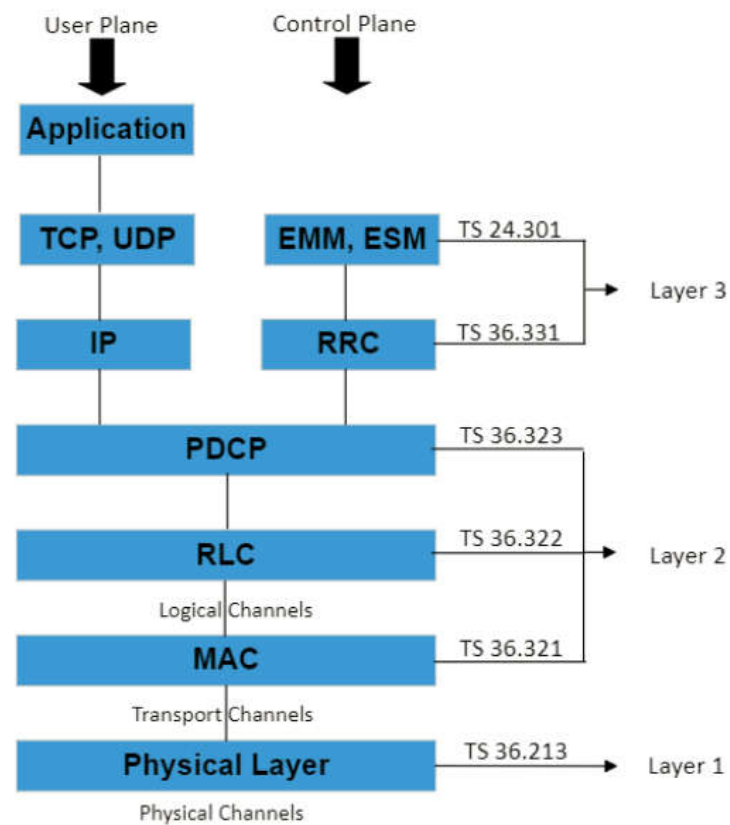 User Plane
Control Plane
Application
TCP, UDP
EMM, ESM
TS 24.301
Layer 3
IP
RRC
TS 36.331
PDCP
TS 36.323
RLC
TS 36.322
Layer 2
Logical Channels
MAC
TS 36.321
Transport Channels
Physical Layer
TS 36.213
Layer 1
Physical Channels